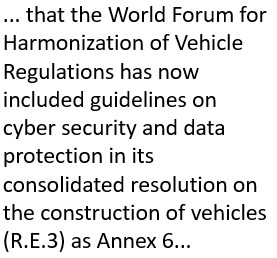 ... that the World Forum for
Harmonization of Vehicle
Regulations has now
included guidelines on
cyber security and data
protection in its
consolidated resolution on
the construction of vehicles
(R.E.3) as Annex 6...